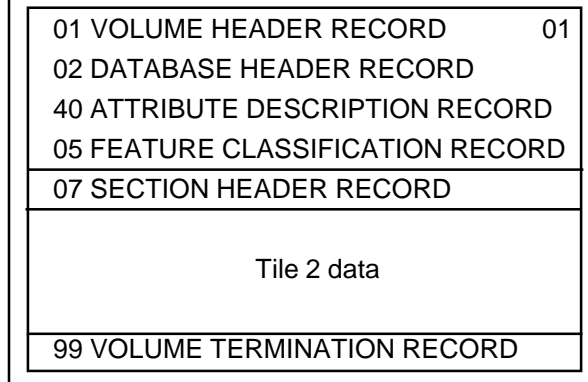 01 VOLUME HEADER RECORD 01
02 DATABASE HEADER RECORD
40 ATTRIBUTE DESCRIPTION RECORD
05 FEATURE CLASSIFICATION RECORD
07 SECTION HEADER RECORD
Tile 2 data
99 VOLUME TERMINATION RECORD